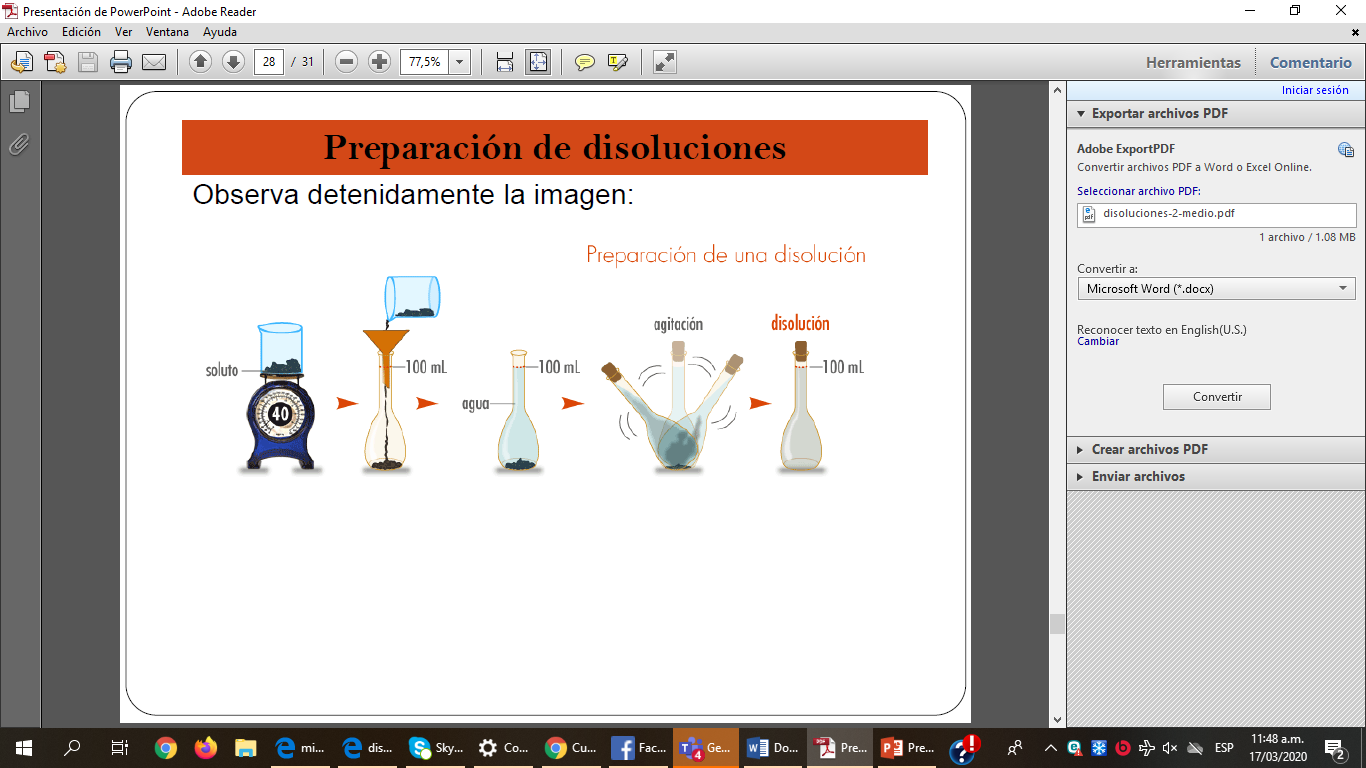 Presentación de PowerPoint - Adobe Reader
Archivo Edición Ver Ventana Ayuda
28 / 31 77,5% Herramientas Comentario
Iniciar sesión
Exportar archivos PDF
Adobe ExportPDF
Convertir archivos PDF a Word o Excel Online.
Seleccionar archivo PDF:
disoluciones-2-medio.pdf
1 archivo / 1.08 MB
Convertir a:
Microsoft Word (*.docx)
Reconocer texto en English(U.S.)
Cambiar
Convertir
Crear archivos PDF
Enviar archivos
Preparación de disoluciones
Observa detenidamente la imagen:
Preparación de una disolución
soluto
40
100 mL
agua
100 mL
agitación
disolución
100 mL
mi... dis... Sky... Co... Cu... Fac... Ge... Do... Pre... Pre... ESP
11:48 a.m.
17/03/2020
4
2